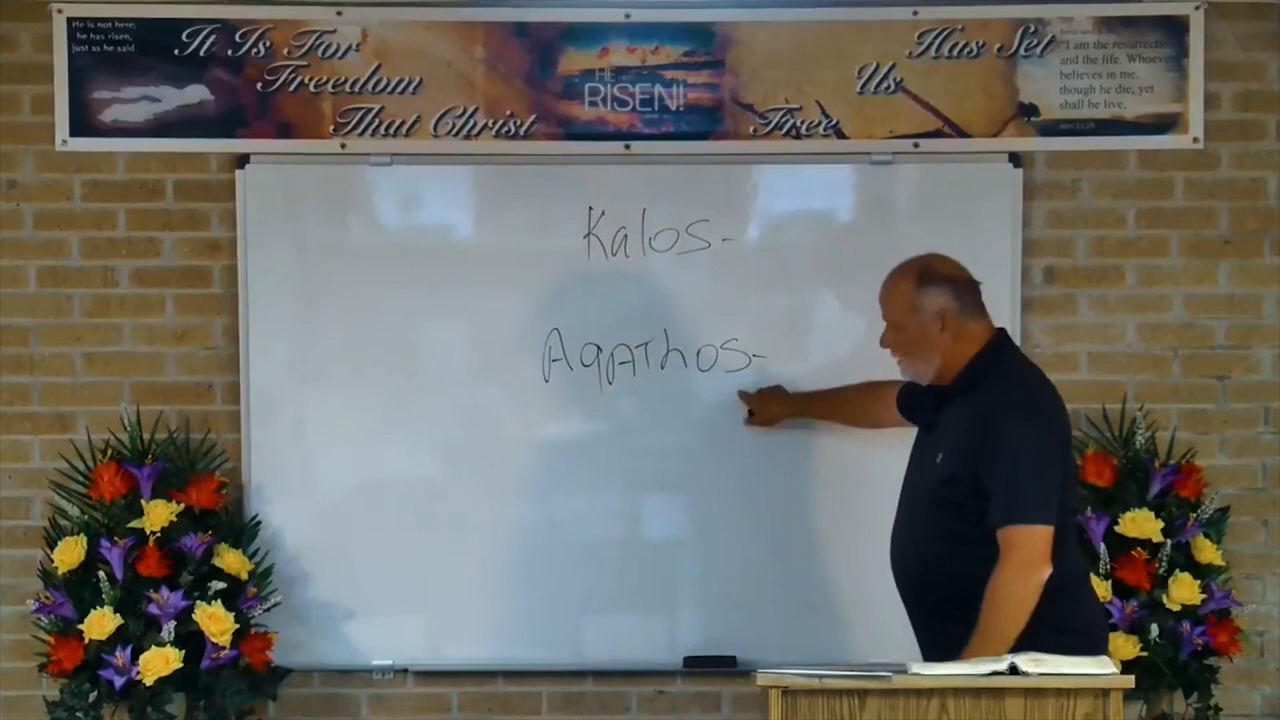 He is not here;
he has risen,
just as he said.
It Is For
Freedom
That Christ
HE
RISEN!
Has Set
Us
Free
"I am the resurrection
and the life. Whoever
believes in me,
though he die, yet
shall he live,
Kalos-
Agathos-